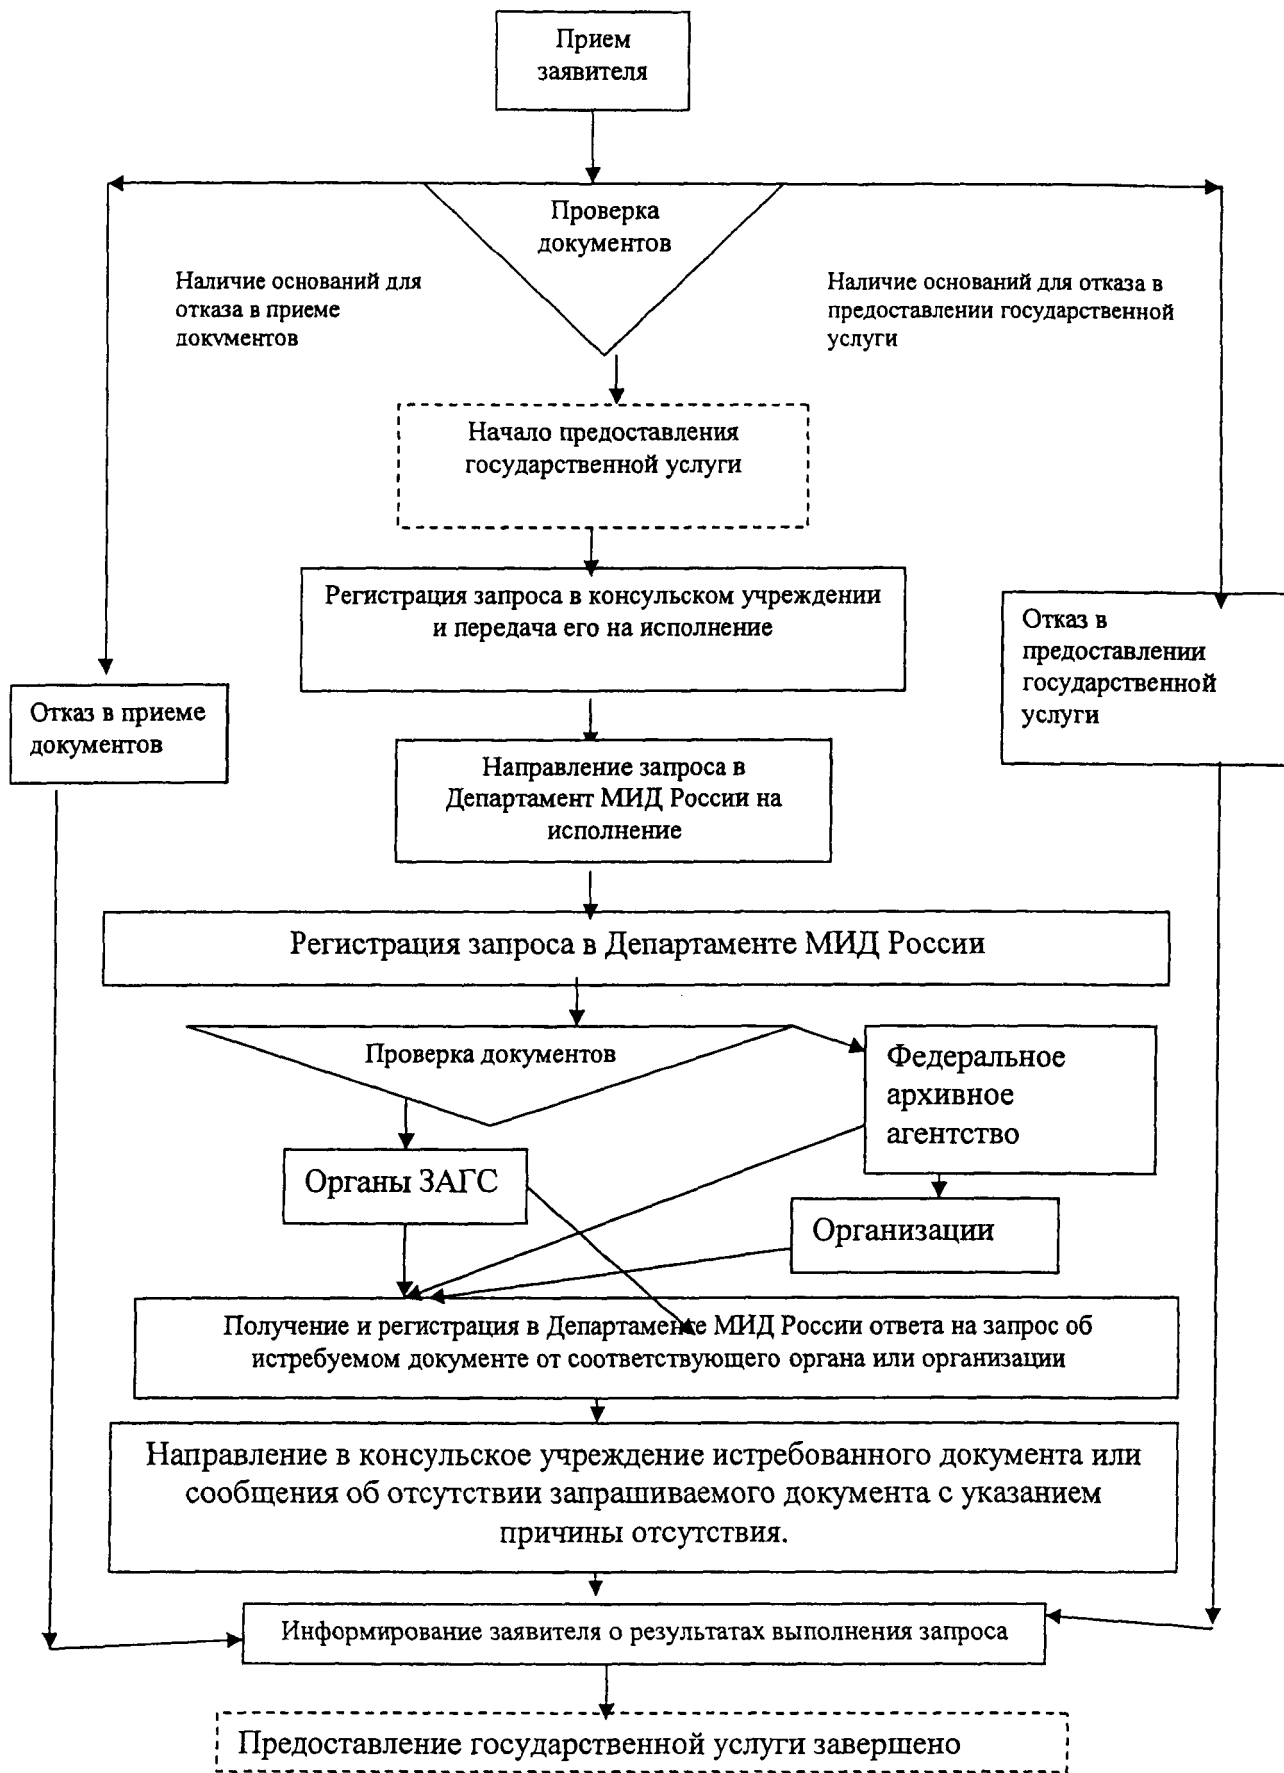 Прием
заявителя
Проверка
документов
Наличие оснований для
отказа в приеме
документов
Наличие оснований для отказа в
предоставлении государственной
услуги
Начало предоставления
государственной услуги
Регистрация запроса в консульском учреждении
и передача его на исполнение
Отказ в
предоставлении
государственной
услуги
Отказ в приеме
документов
Направление запроса в
Департамент МИД России на
исполнение
Регистрация запроса в Департаменте МИД России
Проверка документов
Федеральное
архивное
агентство
Органы ЗАГС
Организации
Получение и регистрация в Департаменте МИД России ответа на запрос об
истребуемом документе от соответствующего органа или организации
Направление в консульское учреждение истребованного документа или
сообщения об отсутствии запрашиваемого документа с указанием
причины отсутствия.
Информирование заявителя о результатах выполнения запроса
Предоставление государственной услуги завершено